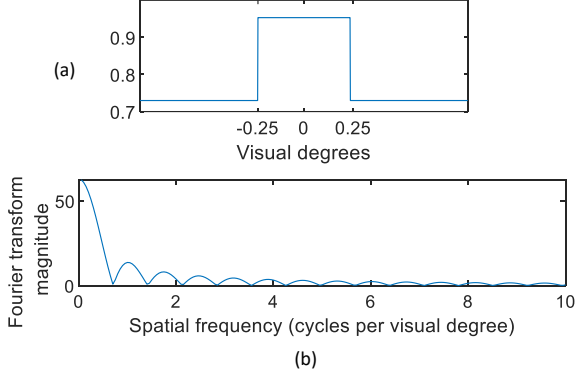 (a)
0.9
0.8
0.7
-0.25 0 0.25
Visual degrees
Fourier transform
magnitude
50
0
0 2 4 6 8 10
Spatial frequency (cycles per visual degree)
(b)